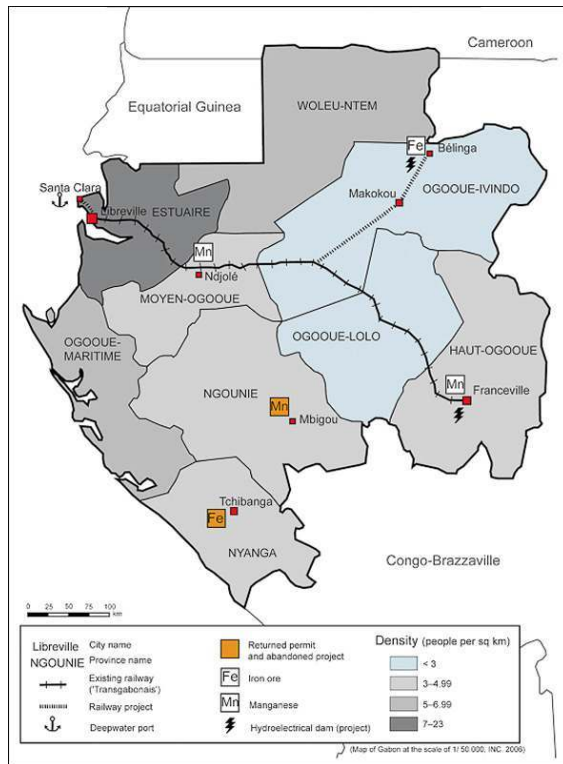 Cameroon
Equatorial Guinea
WOLEU-NTEM
Fe
Bélinga
Santa Clara
Makokou
OGOOUE-IVINDO
Libreville
ESTUAIRE
Mn
Ndjolé
MOYEN-OGOOUE
OGOOUE-
MARITIME
OGOOUE-LOLO
HAUT-OGOOUE
NGOUNIE
Mn
Franceville
Mn
Mbigou
Tchibanga
Fe
NYANGA
Congo-Brazzaville
0 25 50 75 100
km
Libreville City name
NGOUNIE Province name
Existing railway
('Transgabonais')
Railway project
Deepwater port
Returned permit
and abandoned project
Fe Iron ore
Mn Manganese
Hydroelectrical dam (project)
Density (people per sq km)
< 3
3–4.99
5–6.99
7–23
(Map of Gabon at the scale of 1/ 50 000, INC. 2006)